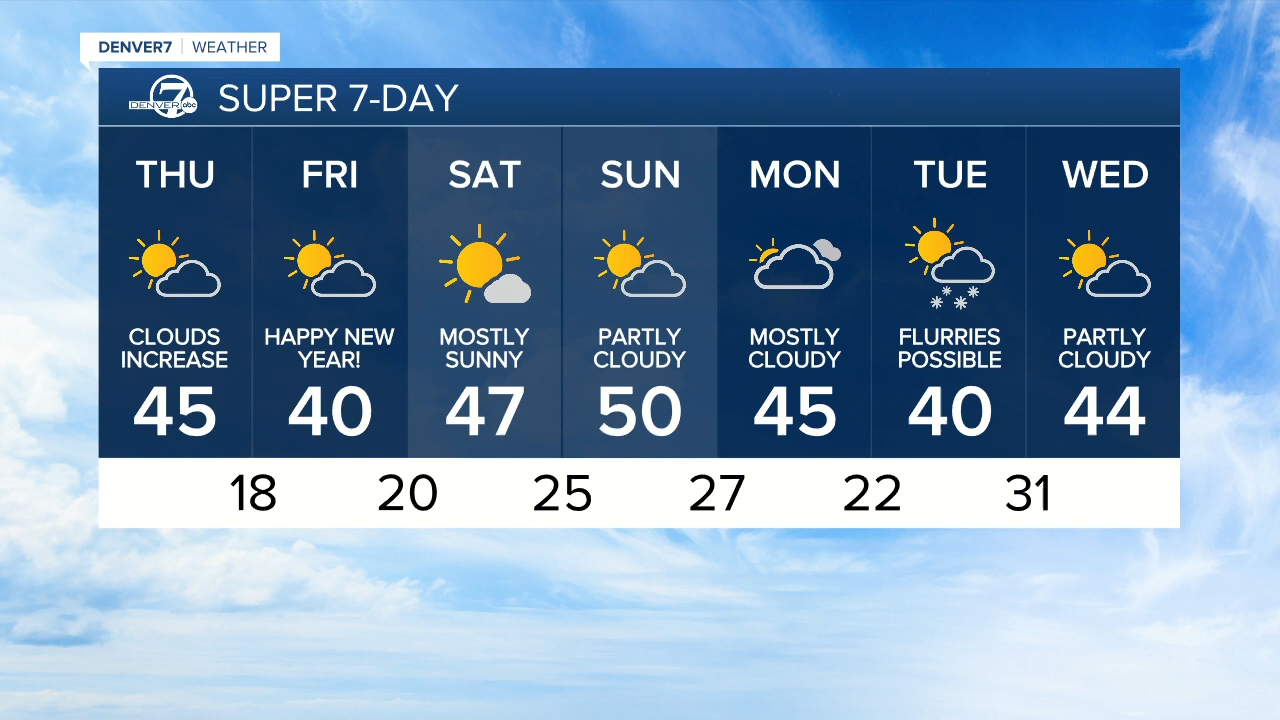 DENVER7 | WEATHER
DENVER 7 abc
SUPER 7-DAY
THU FRI SAT SUN MON TUE WED
CLOUDS INCREASE
HAPPY NEW YEAR!
MOSTLY SUNNY
PARTLY CLOUDY
MOSTLY CLOUDY
FLURRIES POSSIBLE
PARTLY CLOUDY
45 40 47 50 45 40 44
18 20 25 27 22 31